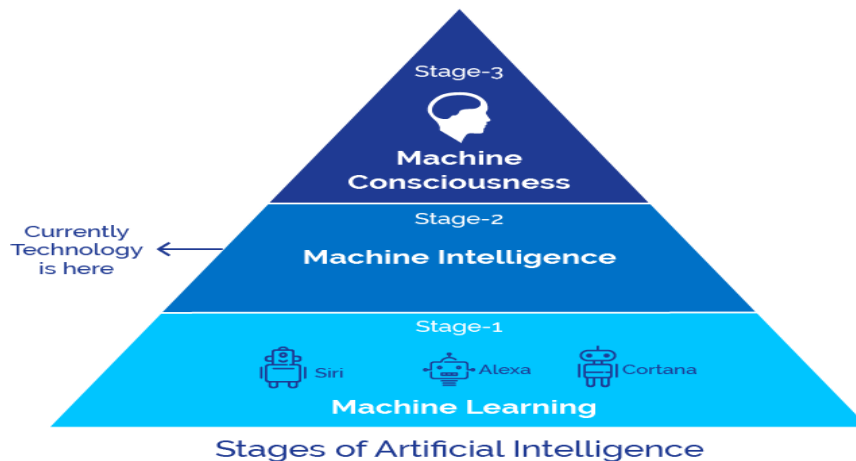 Stage-3
Machine
Consciousness
Stage-2
Currently
Technology
is here
Machine Intelligence
Stage-1
Siri
Alexa
Cortana
Machine Learning
Stages of Artificial Intelligence